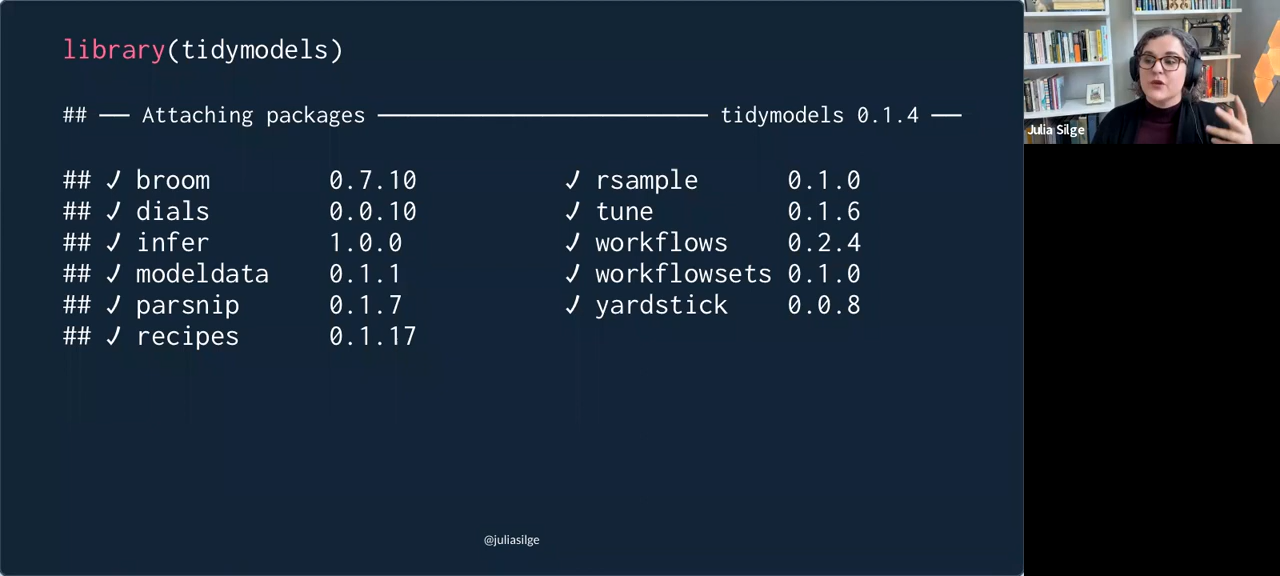 library(tidymodels)
## ── Attaching packages ────────────────────── tidymodels 0.1.4 ──
## ✓ broom 0.7.10 ✓ rsample 0.1.0
## ✓ dials 0.0.10 ✓ tune 0.1.6
## ✓ infer 1.0.0 ✓ workflows 0.2.4
## ✓ modeldata 0.1.1 ✓ workflowsets 0.1.0
## ✓ parsnip 0.1.7 ✓ yardstick 0.0.8
## ✓ recipes 0.1.17
@juliasilge
Julia Silge